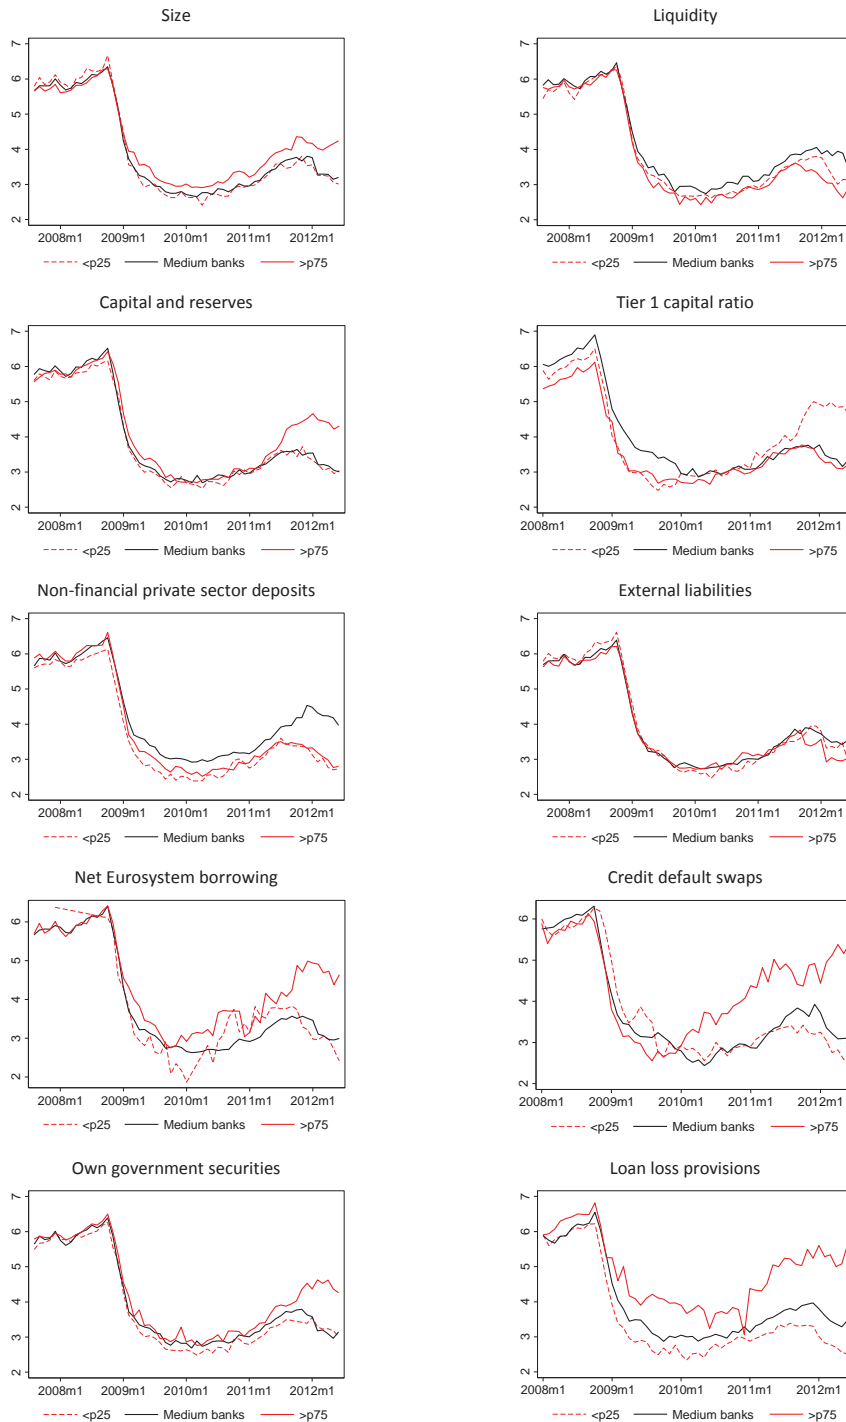 Size
7
6
5
4
3
2
2008m1 2009m1 2010m1 2011m1 2012m1
<p25 Medium banks >p75
Liquidity
7
6
5
4
3
2
2008m1 2009m1 2010m1 2011m1 2012m1
<p25 Medium banks >p75
Capital and reserves
7
6
5
4
3
2
2008m1 2009m1 2010m1 2011m1 2012m1
<p25 Medium banks >p75
Tier 1 capital ratio
7
6
5
4
3
2
2008m1 2009m1 2010m1 2011m1 2012m1
<p25 Medium banks >p75
Non-financial private sector deposits
7
6
5
4
3
2
2008m1 2009m1 2010m1 2011m1 2012m1
<p25 Medium banks >p75
External liabilities
7
6
5
4
3
2
2008m1 2009m1 2010m1 2011m1 2012m1
<p25 Medium banks >p75
Net Eurosystem borrowing
6
5
4
3
2
2008m1 2009m1 2010m1 2011m1 2012m1
<p25 Medium banks >p75
Credit default swaps
6
5
4
3
2
2008m1 2009m1 2010m1 2011m1 2012m1
<p25 Medium banks >p75
Own government securities
7
6
5
4
3
2
2008m1 2009m1 2010m1 2011m1 2012m1
<p25 Medium banks >p75
Loan loss provisions
7
6
5
4
3
2
2008m1 2009m1 2010m1 2011m1 2012m1
<p25 Medium banks >p75